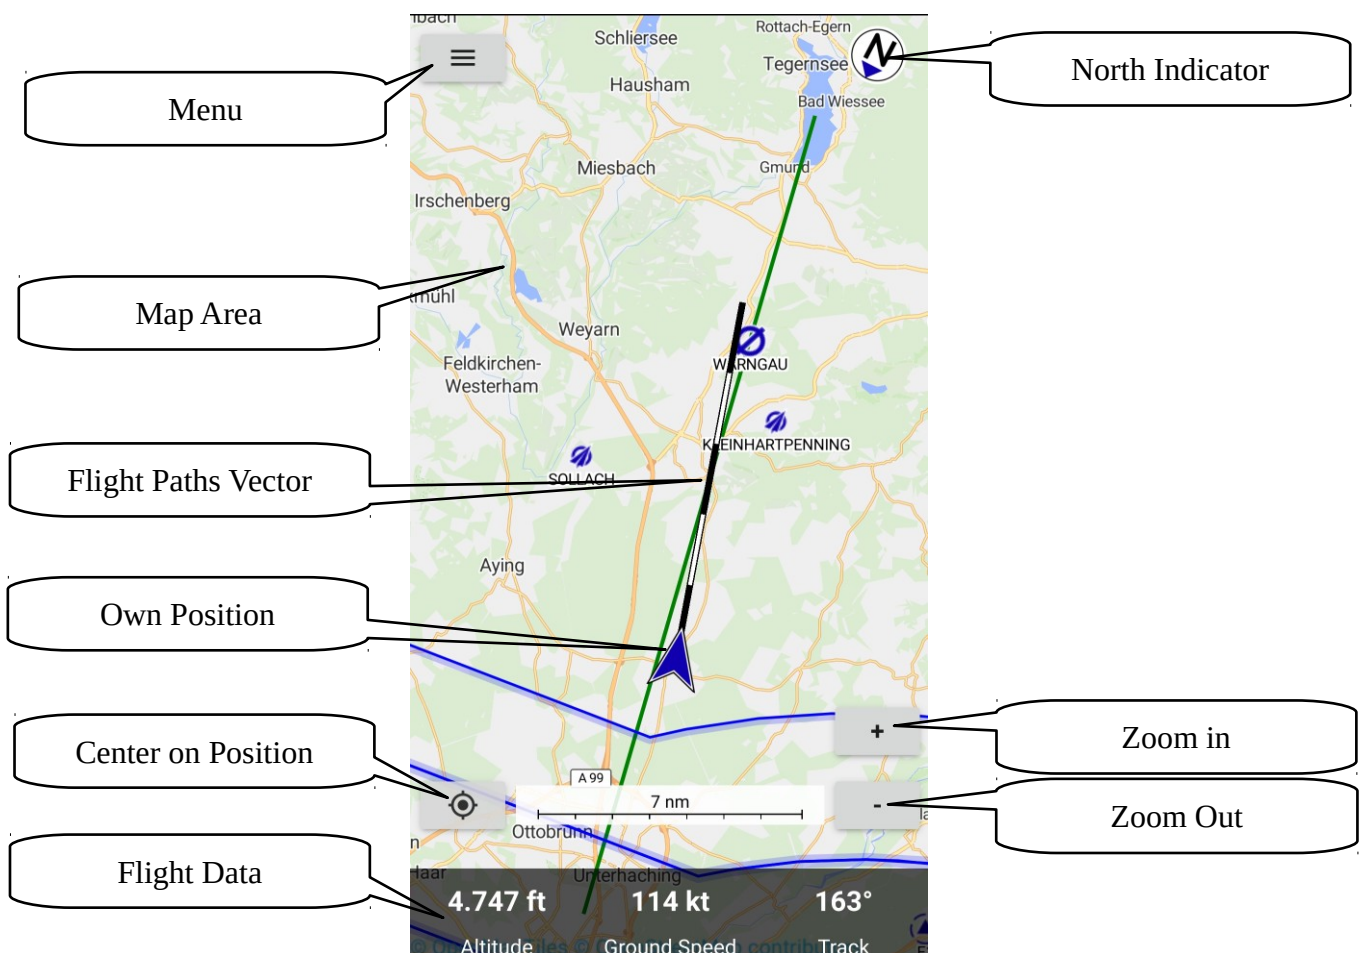 Rottach-Egern
Schliersee
Tegernsee
N
North Indicator
Hausham
Menu
Bad Wiessee
Miesbach
Gmund
Irschenberg
Map Area
Weyarn
Feldkirchen-
Westerham
WARNGAU
KLEINHARTPENNING
Flight Paths Vector
SOLLACH
Aying
Own Position
Center on Position
+
Zoom in
A 99
7 nm
-
Zoom Out
Ottobrunn
Flight Data
Haar
Unterhaching
4.747 ft
114 kt
163°
Altitude
Ground Speed
Track